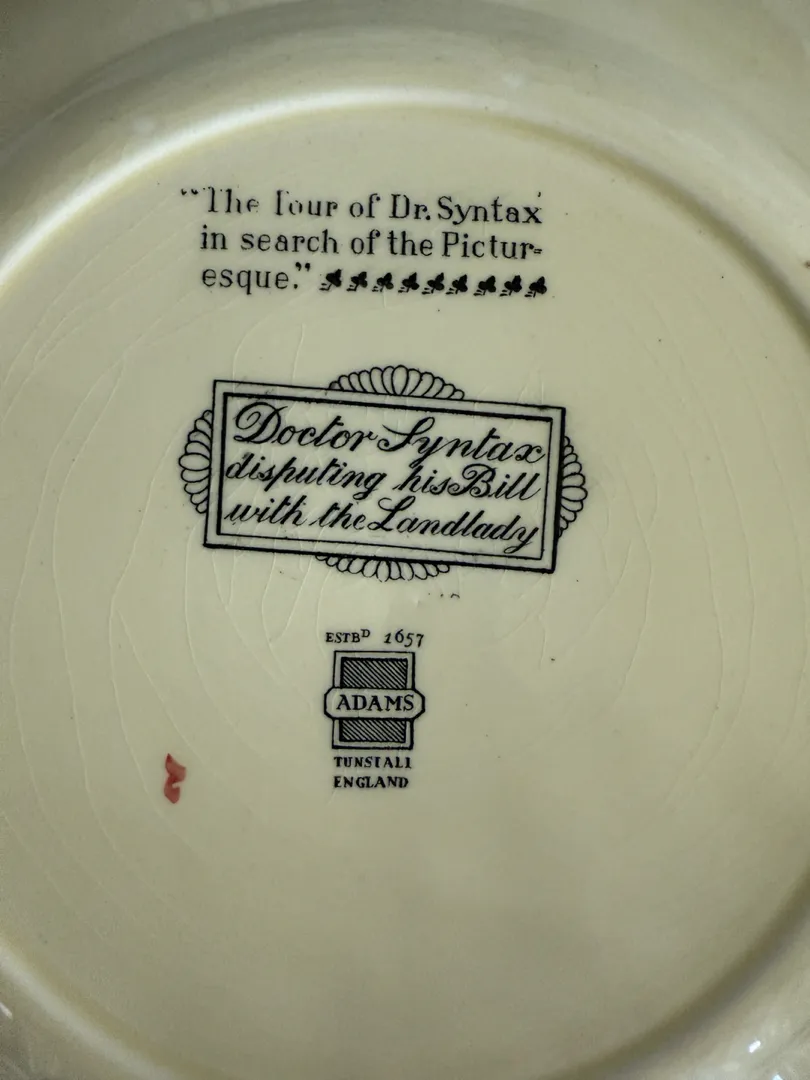 "The Tour of Dr. Syntax
in search of the Pictur-
esque."
Doctor Syntax
disputing his Bill
with the Landlady
ESTBD 1657
ADAMS
TUNSTALL
ENGLAND